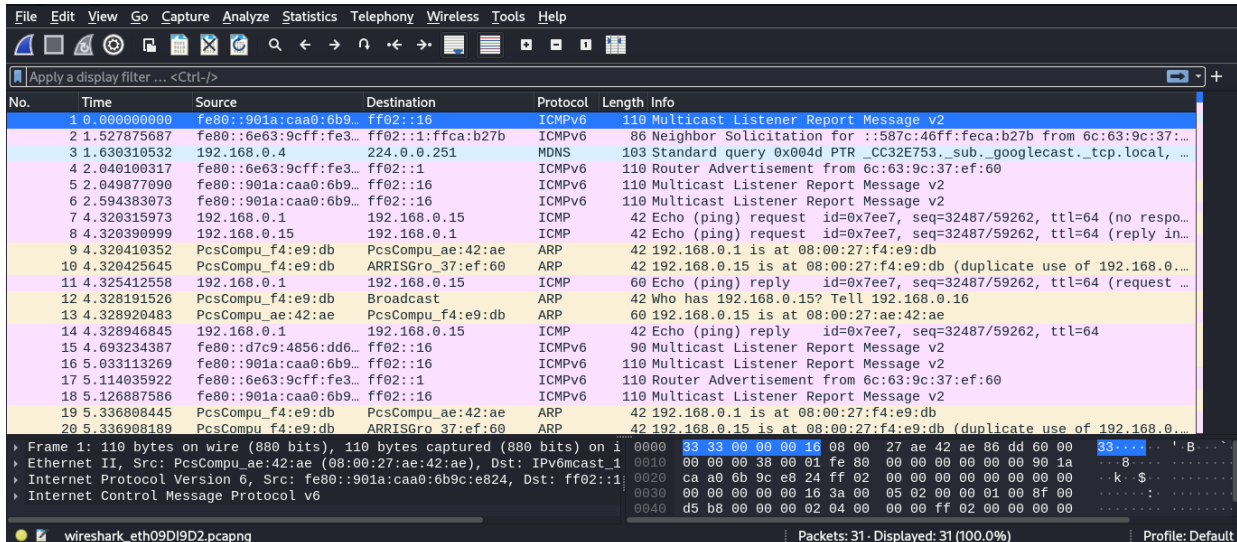 File Edit View Go Capture Analyze Statistics Telephony Wireless Tools Help
Apply a display filter … <Ctrl-/>
No. Time Source Destination Protocol Length Info
1 0.000000000 fe80::901a:caa0:6b9… ff02::16 ICMPv6 110 Multicast Listener Report Message v2
2 1.527875687 fe80::6e63:9cff:fe3… ff02::1:ffca:b27b ICMPv6 86 Neighbor Solicitation for ::587c:46ff:feca:b27b from 6c:63:9c:37:…
3 1.630310532 192.168.0.4 224.0.0.251 MDNS 103 Standard query 0x004d PTR _CC32E753._sub._googlecast._tcp.local, …
4 2.040100317 fe80::6e63:9cff:fe3… ff02::1 ICMPv6 110 Router Advertisement from 6c:63:9c:37:ef:60
5 2.049877090 fe80::901a:caa0:6b9… ff02::16 ICMPv6 110 Multicast Listener Report Message v2
6 2.594383073 fe80::901a:caa0:6b9… ff02::16 ICMPv6 110 Multicast Listener Report Message v2
7 4.320315973 192.168.0.1 192.168.0.15 ICMP 42 Echo (ping) request id=0x7ee7, seq=32487/59262, ttl=64 (no respo…
8 4.320390999 192.168.0.15 192.168.0.1 ICMP 42 Echo (ping) request id=0x7ee7, seq=32487/59262, ttl=64 (reply in…
9 4.320410352 PcsCompu_f4:e9:db PcsCompu_ae:42:ae ARP 42 192.168.0.1 is at 08:00:27:f4:e9:db
10 4.320425645 PcsCompu_f4:e9:db ARRISGro_37:ef:60 ARP 42 192.168.0.15 is at 08:00:27:f4:e9:db (duplicate use of 192.168.0.…
11 4.325412558 192.168.0.1 192.168.0.15 ICMP 60 Echo (ping) reply id=0x7ee7, seq=32487/59262, ttl=64 (request …
12 4.328191526 PcsCompu_f4:e9:db Broadcast ARP 42 Who has 192.168.0.15? Tell 192.168.0.16
13 4.328920483 PcsCompu_ae:42:ae PcsCompu_f4:e9:db ARP 60 192.168.0.15 is at 08:00:27:ae:42:ae
14 4.328946845 192.168.0.1 192.168.0.15 ICMP 42 Echo (ping) reply id=0x7ee7, seq=32487/59262, ttl=64
15 4.693234387 fe80::d7c9:4856:dd6… ff02::16 ICMPv6 90 Multicast Listener Report Message v2
16 5.033113269 fe80::901a:caa0:6b9… ff02::16 ICMPv6 110 Multicast Listener Report Message v2
17 5.114035922 fe80::6e63:9cff:fe3… ff02::1 ICMPv6 110 Router Advertisement from 6c:63:9c:37:ef:60
18 5.126887586 fe80::901a:caa0:6b9… ff02::16 ICMPv6 110 Multicast Listener Report Message v2
19 5.336808445 PcsCompu_f4:e9:db PcsCompu_ae:42:ae ARP 42 192.168.0.1 is at 08:00:27:f4:e9:db
20 5.336908189 PcsCompu_f4:e9:db ARRISGro_37:ef:60 ARP 42 192.168.0.15 is at 08:00:27:f4:e9:db (duplicate use of 192.168.0.…
Frame 1: 110 bytes on wire (880 bits), 110 bytes captured (880 bits) on i
Ethernet II, Src: PcsCompu_ae:42:ae (08:00:27:ae:42:ae), Dst: IPv6mcast_1
Internet Protocol Version 6, Src: fe80::901a:caa0:6b9c:e824, Dst: ff02::1
Internet Control Message Protocol v6
0000 33 33 00 00 00 16 08 00 27 ae 42 ae 86 dd 60 00 33······ '·B···`·
0010 00 00 00 38 00 01 fe 80 00 00 00 00 00 00 90 1a ···8···· ········
0020 ca a0 6b 9c e8 24 ff 02 00 00 00 00 00 00 00 00 ··k··$·· ········
0030 00 00 00 00 00 16 3a 00 05 02 00 00 01 00 8f 00 ······:· ········
0040 d5 b8 00 00 00 02 04 00 00 00 ff 02 00 00 00 00 ········ ········
wireshark_eth09DI9D2.pcapng Packets: 31 · Displayed: 31 (100.0%) Profile: Default